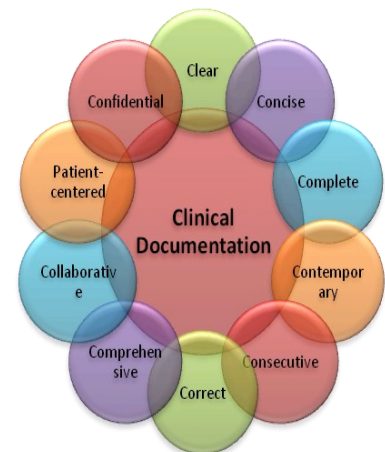 Clear
Concise
Complete
Contempor
ary
Consecutive
Correct
Comprehen
sive
Collaborativ
e
Patient-
centered
Confidential
Clinical
Documentation